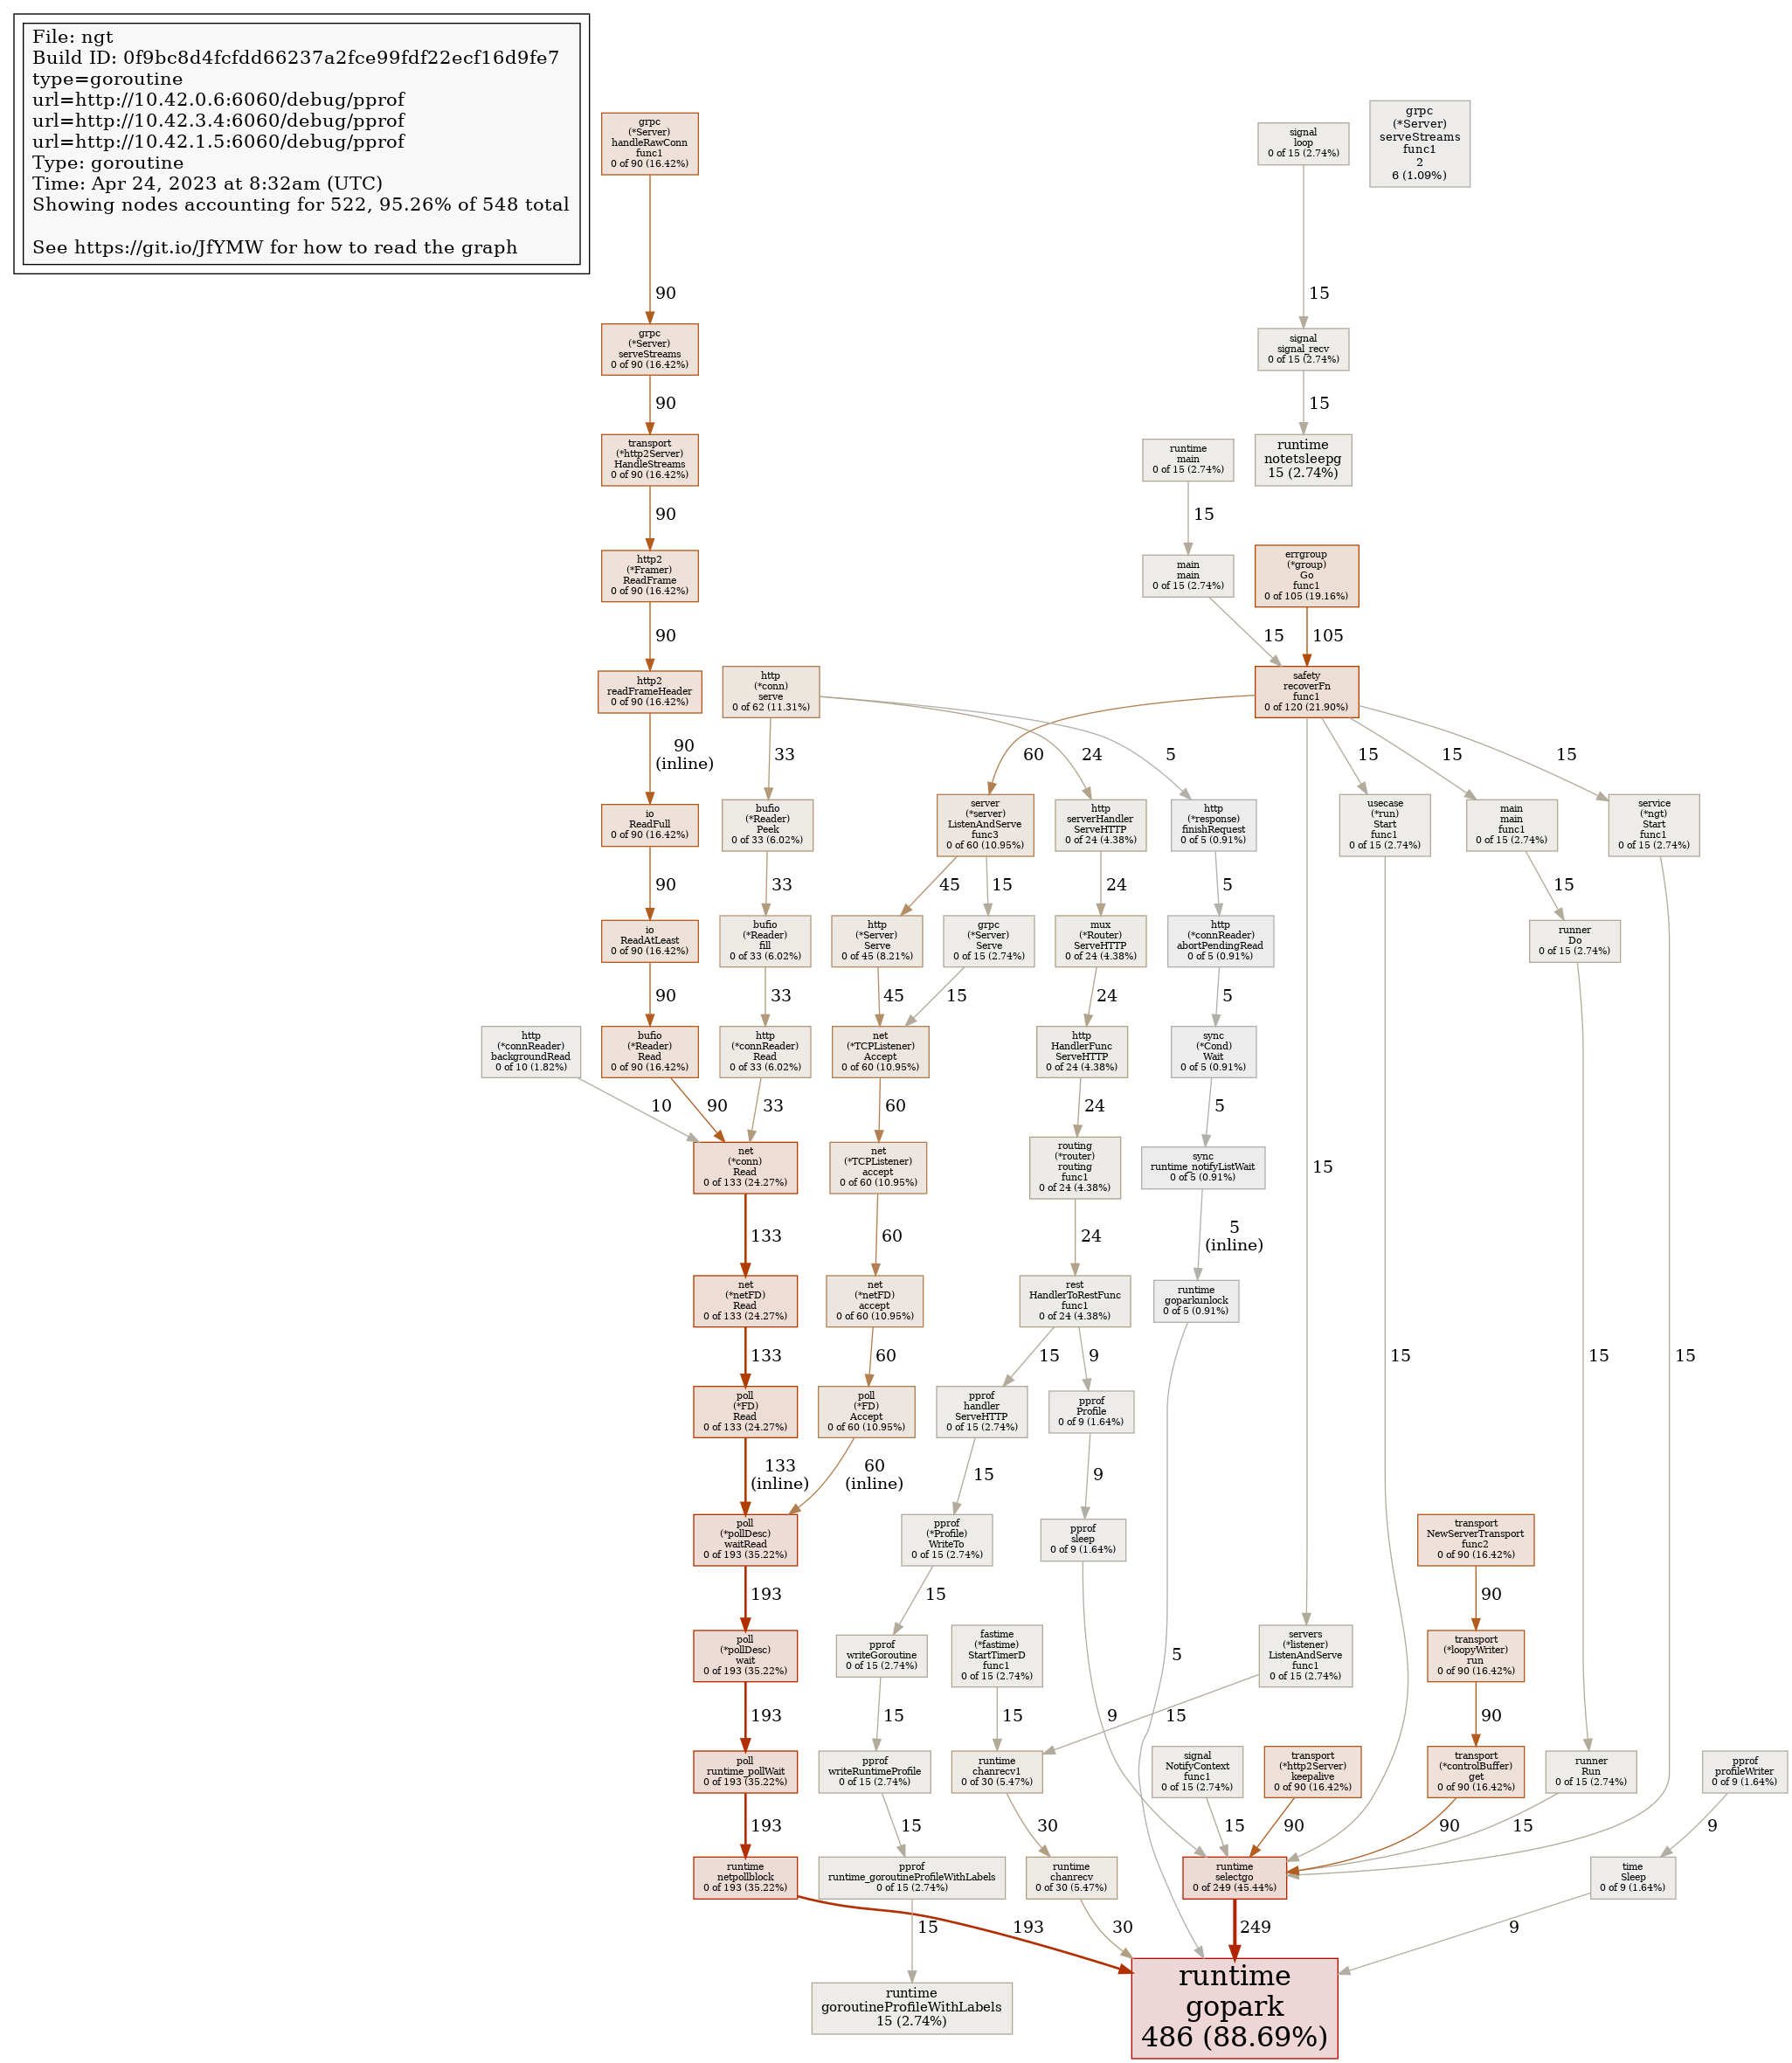 File: ngt
Build ID: 0f9bc8d4fcfdd66237a2fce99fdf22ecf16d9fe7
type=goroutine
url=http://10.42.0.6:6060/debug/pprof
url=http://10.42.3.4:6060/debug/pprof
url=http://10.42.1.5:6060/debug/pprof
Type: goroutine
Time: Apr 24, 2023 at 8:32am (UTC)
Showing nodes accounting for 522, 95.26% of 548 total
See https://git.io/JfYMW for how to read the graph
grpc
(*Server)
handleRawConn
func1
0 of 90 (16.42%)
signal
loop
0 of 15 (2.74%)
grpc
(*Server)
serveStreams
func1
2
6 (1.09%)
90
15
grpc
(*Server)
serveStreams
0 of 90 (16.42%)
signal
signal_recv
0 of 15 (2.74%)
90
15
transport
(*http2Server)
HandleStreams
0 of 90 (16.42%)
runtime
main
0 of 15 (2.74%)
runtime
notetsleepg
15 (2.74%)
90
15
http2
(*Framer)
ReadFrame
0 of 90 (16.42%)
main
main
0 of 15 (2.74%)
errgroup
(*group)
Go
func1
0 of 105 (19.16%)
90
15
105
http2
readFrameHeader
0 of 90 (16.42%)
http
(*conn)
serve
0 of 62 (11.31%)
safety
recoverFn
func1
0 of 120 (21.90%)
90
(inline)
33
60
24
5
15
15
15
io
ReadFull
0 of 90 (16.42%)
bufio
(*Reader)
Peek
0 of 33 (6.02%)
server
(*server)
ListenAndServe
func3
0 of 60 (10.95%)
http
serverHandler
ServeHTTP
0 of 24 (4.38%)
http
(*response)
finishRequest
0 of 5 (0.91%)
usecase
(*run)
Start
func1
0 of 15 (2.74%)
main
main
func1
0 of 15 (2.74%)
service
(*ngt)
Start
func1
0 of 15 (2.74%)
90
33
45
15
24
5
15
io
ReadAtLeast
0 of 90 (16.42%)
bufio
(*Reader)
fill
0 of 33 (6.02%)
http
(*Server)
Serve
0 of 45 (8.21%)
grpc
(*Server)
Serve
0 of 15 (2.74%)
mux
(*Router)
ServeHTTP
0 of 24 (4.38%)
http
(*connReader)
abortPendingRead
0 of 5 (0.91%)
runner
Do
0 of 15 (2.74%)
90
33
45
15
24
5
http
(*connReader)
backgroundRead
0 of 10 (1.82%)
bufio
(*Reader)
Read
0 of 90 (16.42%)
http
(*connReader)
Read
0 of 33 (6.02%)
net
(*TCPListener)
Accept
0 of 60 (10.95%)
http
HandlerFunc
ServeHTTP
0 of 24 (4.38%)
sync
(*Cond)
Wait
0 of 5 (0.91%)
10
90
33
60
24
5
net
(*conn)
Read
0 of 133 (24.27%)
net
(*TCPListener)
accept
0 of 60 (10.95%)
routing
(*router)
routing
func1
0 of 24 (4.38%)
sync
runtime_notifyListWait
0 of 5 (0.91%)
15
133
60
24
5
(inline)
net
(*netFD)
Read
0 of 133 (24.27%)
net
(*netFD)
accept
0 of 60 (10.95%)
rest
HandlerToRestFunc
func1
0 of 24 (4.38%)
runtime
goparkunlock
0 of 5 (0.91%)
133
60
15
9
15
15
15
poll
(*FD)
Read
0 of 133 (24.27%)
poll
(*FD)
Accept
0 of 60 (10.95%)
pprof
handler
ServeHTTP
0 of 15 (2.74%)
pprof
Profile
0 of 9 (1.64%)
133
(inline)
60
(inline)
15
9
poll
(*pollDesc)
waitRead
0 of 193 (35.22%)
pprof
(*Profile)
WriteTo
0 of 15 (2.74%)
pprof
sleep
0 of 9 (1.64%)
transport
NewServerTransport
func2
0 of 90 (16.42%)
193
15
90
poll
(*pollDesc)
wait
0 of 193 (35.22%)
pprof
writeGoroutine
0 of 15 (2.74%)
fastime
(*fastime)
StartTimerD
func1
0 of 15 (2.74%)
5
servers
(*listener)
ListenAndServe
func1
0 of 15 (2.74%)
transport
(*loopyWriter)
run
0 of 90 (16.42%)
193
15
15
9
15
90
poll
runtime_pollWait
0 of 193 (35.22%)
pprof
writeRuntimeProfile
0 of 15 (2.74%)
runtime
chanrecv1
0 of 30 (5.47%)
signal
NotifyContext
func1
0 of 15 (2.74%)
transport
(*http2Server)
keepalive
0 of 90 (16.42%)
transport
(*controlBuffer)
get
0 of 90 (16.42%)
runner
Run
0 of 15 (2.74%)
pprof
profileWriter
0 of 9 (1.64%)
193
15
30
15
90
90
15
9
runtime
netpollblock
0 of 193 (35.22%)
pprof
runtime_goroutineProfileWithLabels
0 of 15 (2.74%)
runtime
chanrecv
0 of 30 (5.47%)
runtime
selectgo
0 of 249 (45.44%)
time
Sleep
0 of 9 (1.64%)
15
193
30
249
9
runtime
goroutineProfileWithLabels
15 (2.74%)
runtime
gopark
486 (88.69%)